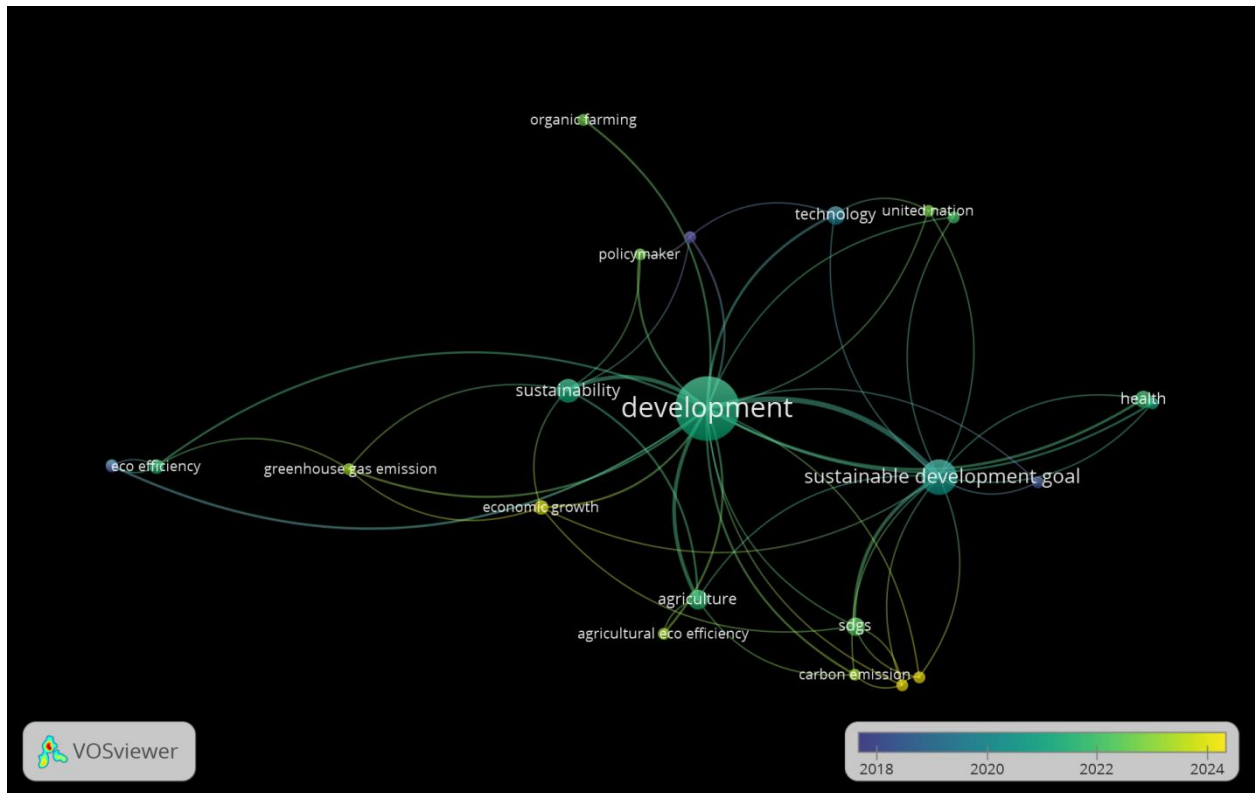 organic farming
technology
united nation
policymaker
sustainability
development
health
eco efficiency
greenhouse gas emission
sustainable development goal
economic growth
agriculture
sdgs
agricultural eco efficiency
carbon emission
VOSviewer
2018 2020 2022 2024